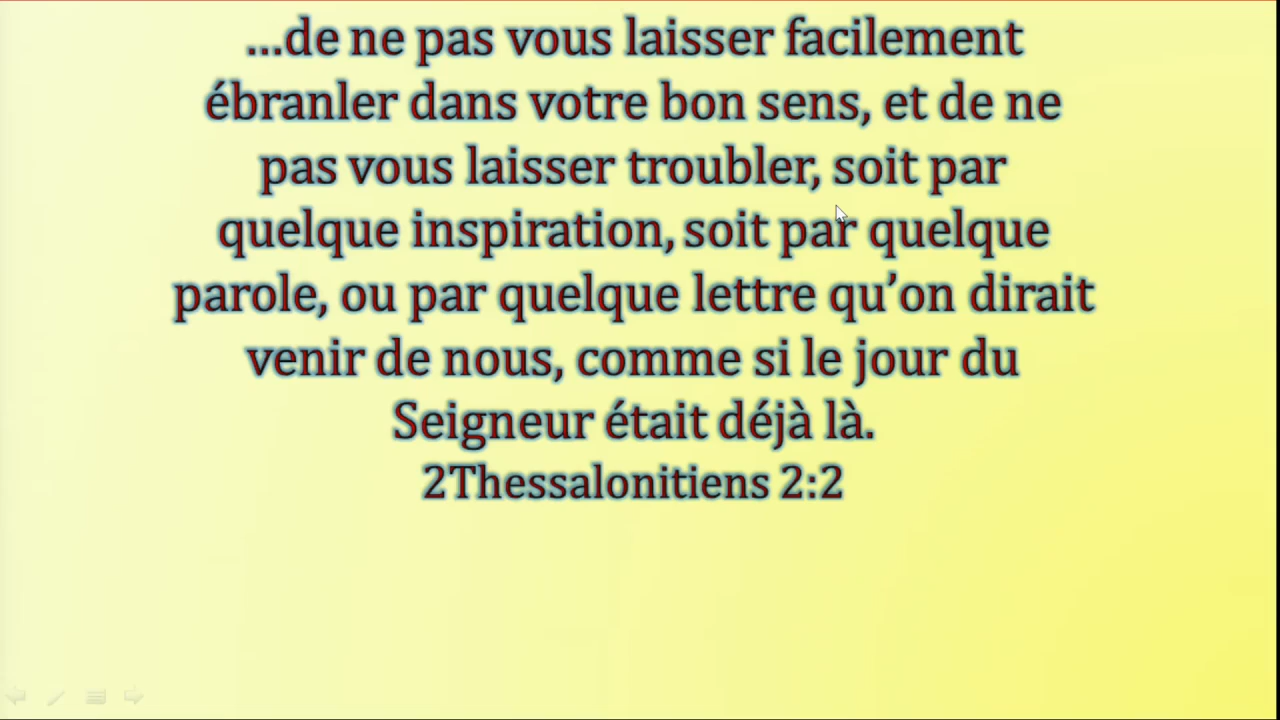 ...de ne pas vous laisser facilement
ébranler dans votre bon sens, et de ne
pas vous laisser troubler, soit par
quelque inspiration, soit par quelque
parole, ou par quelque lettre qu’on dirait
venir de nous, comme si le jour du
Seigneur était déjà là.
2Thessalonitiens 2:2